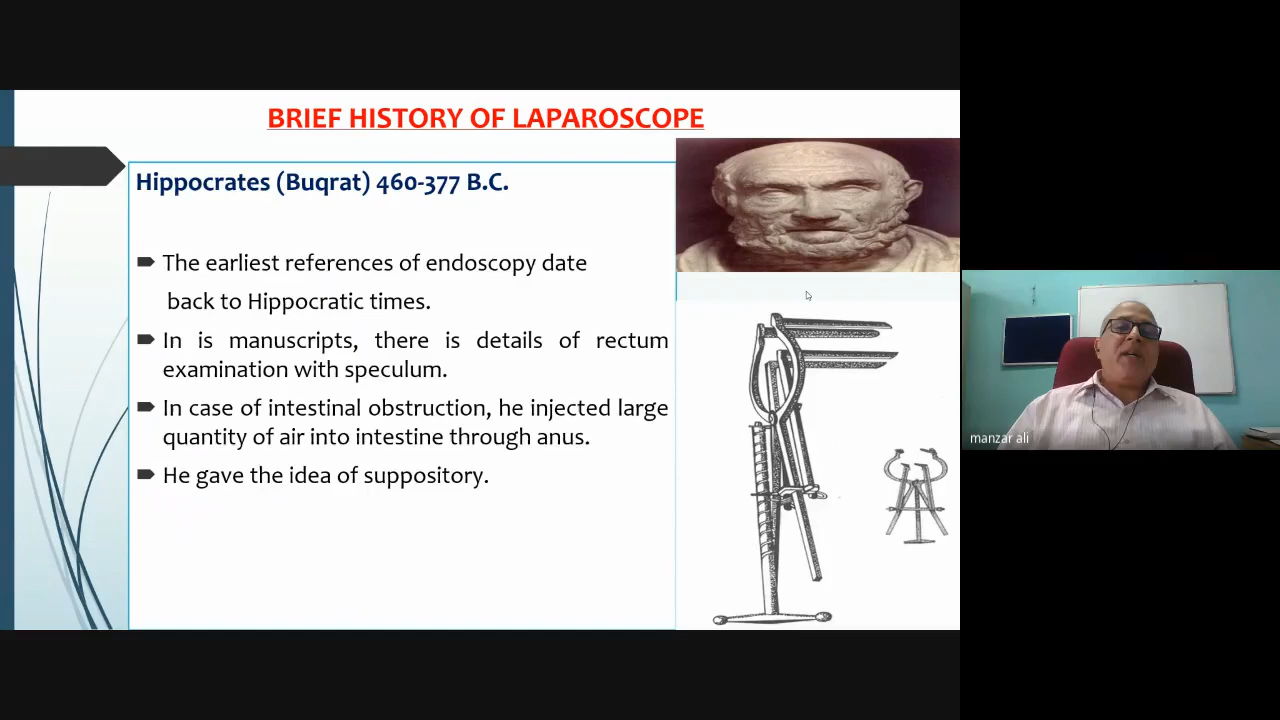 BRIEF HISTORY OF LAPAROSCOPE
Hippocrates (Buqrat) 460-377 B.C.
The earliest references of endoscopy date
back to Hippocratic times.
In is manuscripts, there is details of rectum
examination with speculum.
In case of intestinal obstruction, he injected large
quantity of air into intestine through anus.
He gave the idea of suppository.
manzar ali